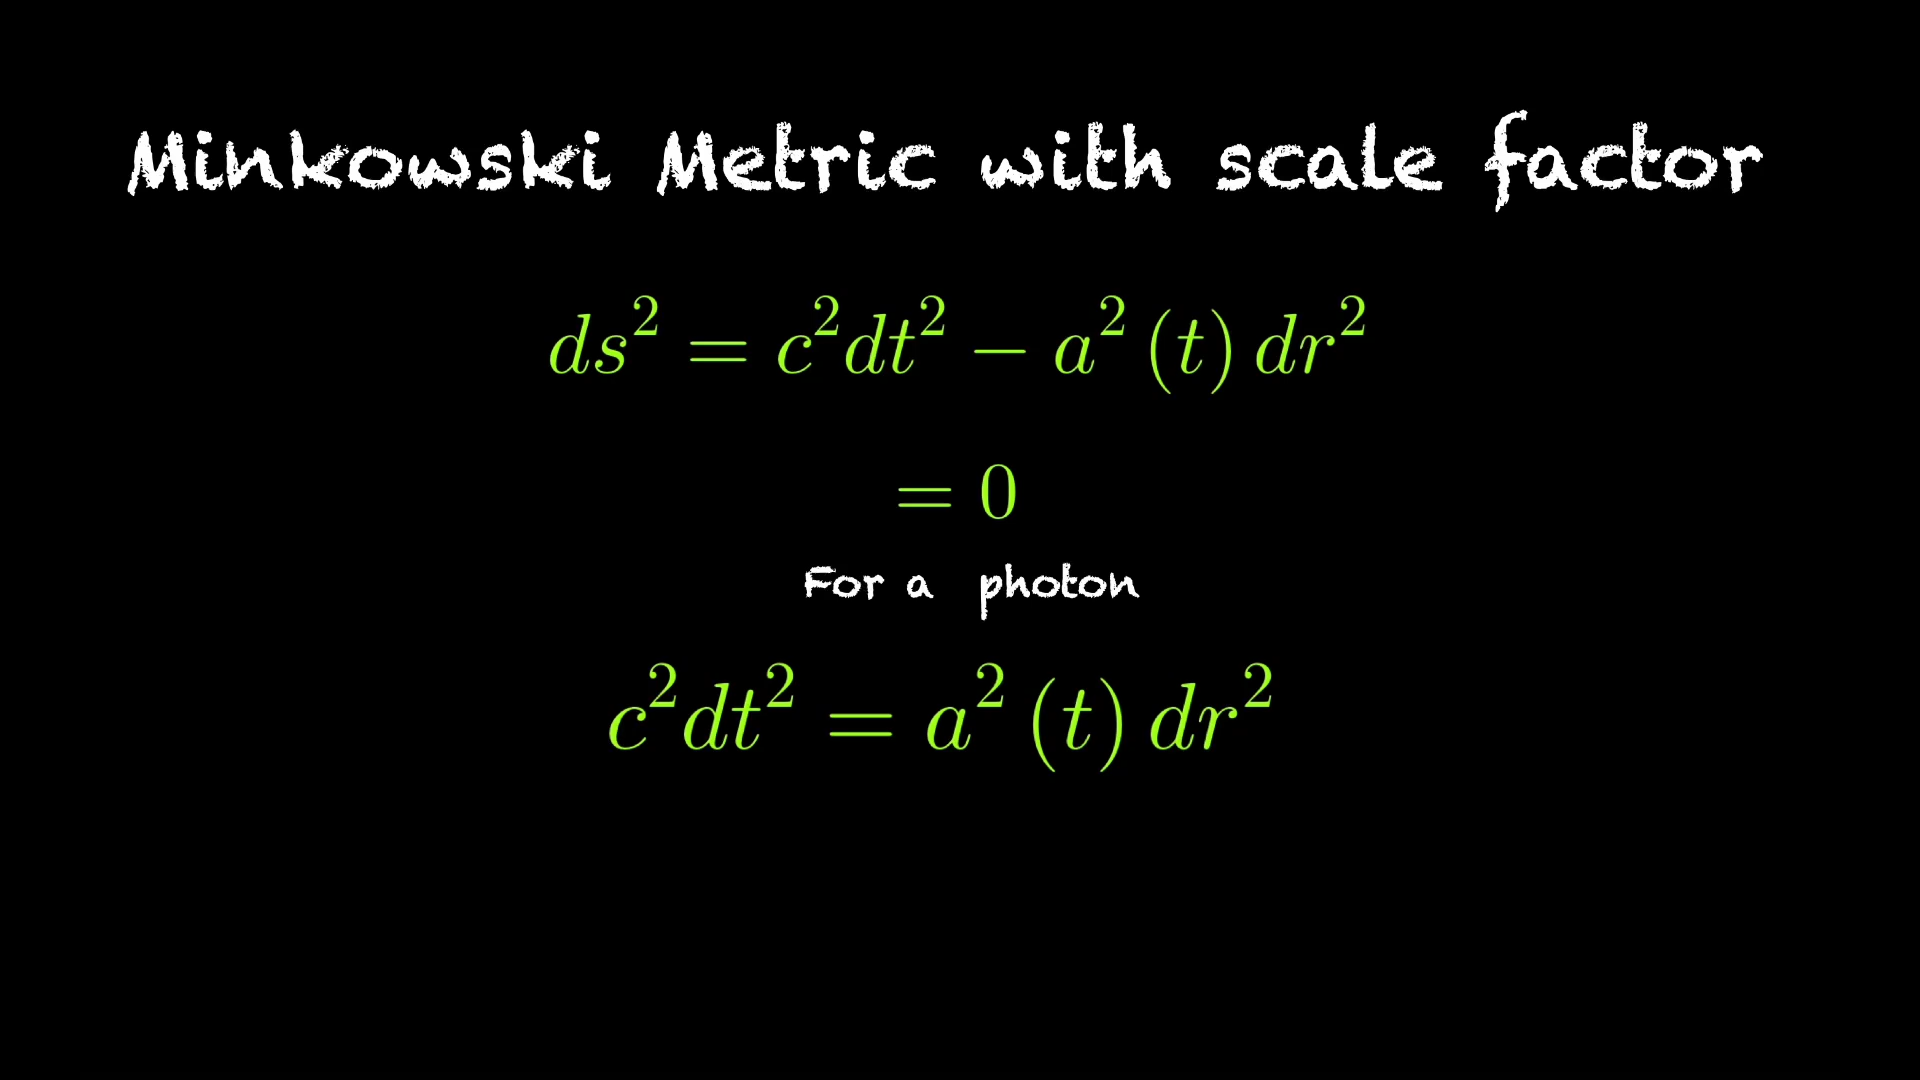 Minkowski Metric with scale factor
ds² = c²dt² − a² (t) dr²
= 0
For a photon
c²dt² = a² (t) dr²